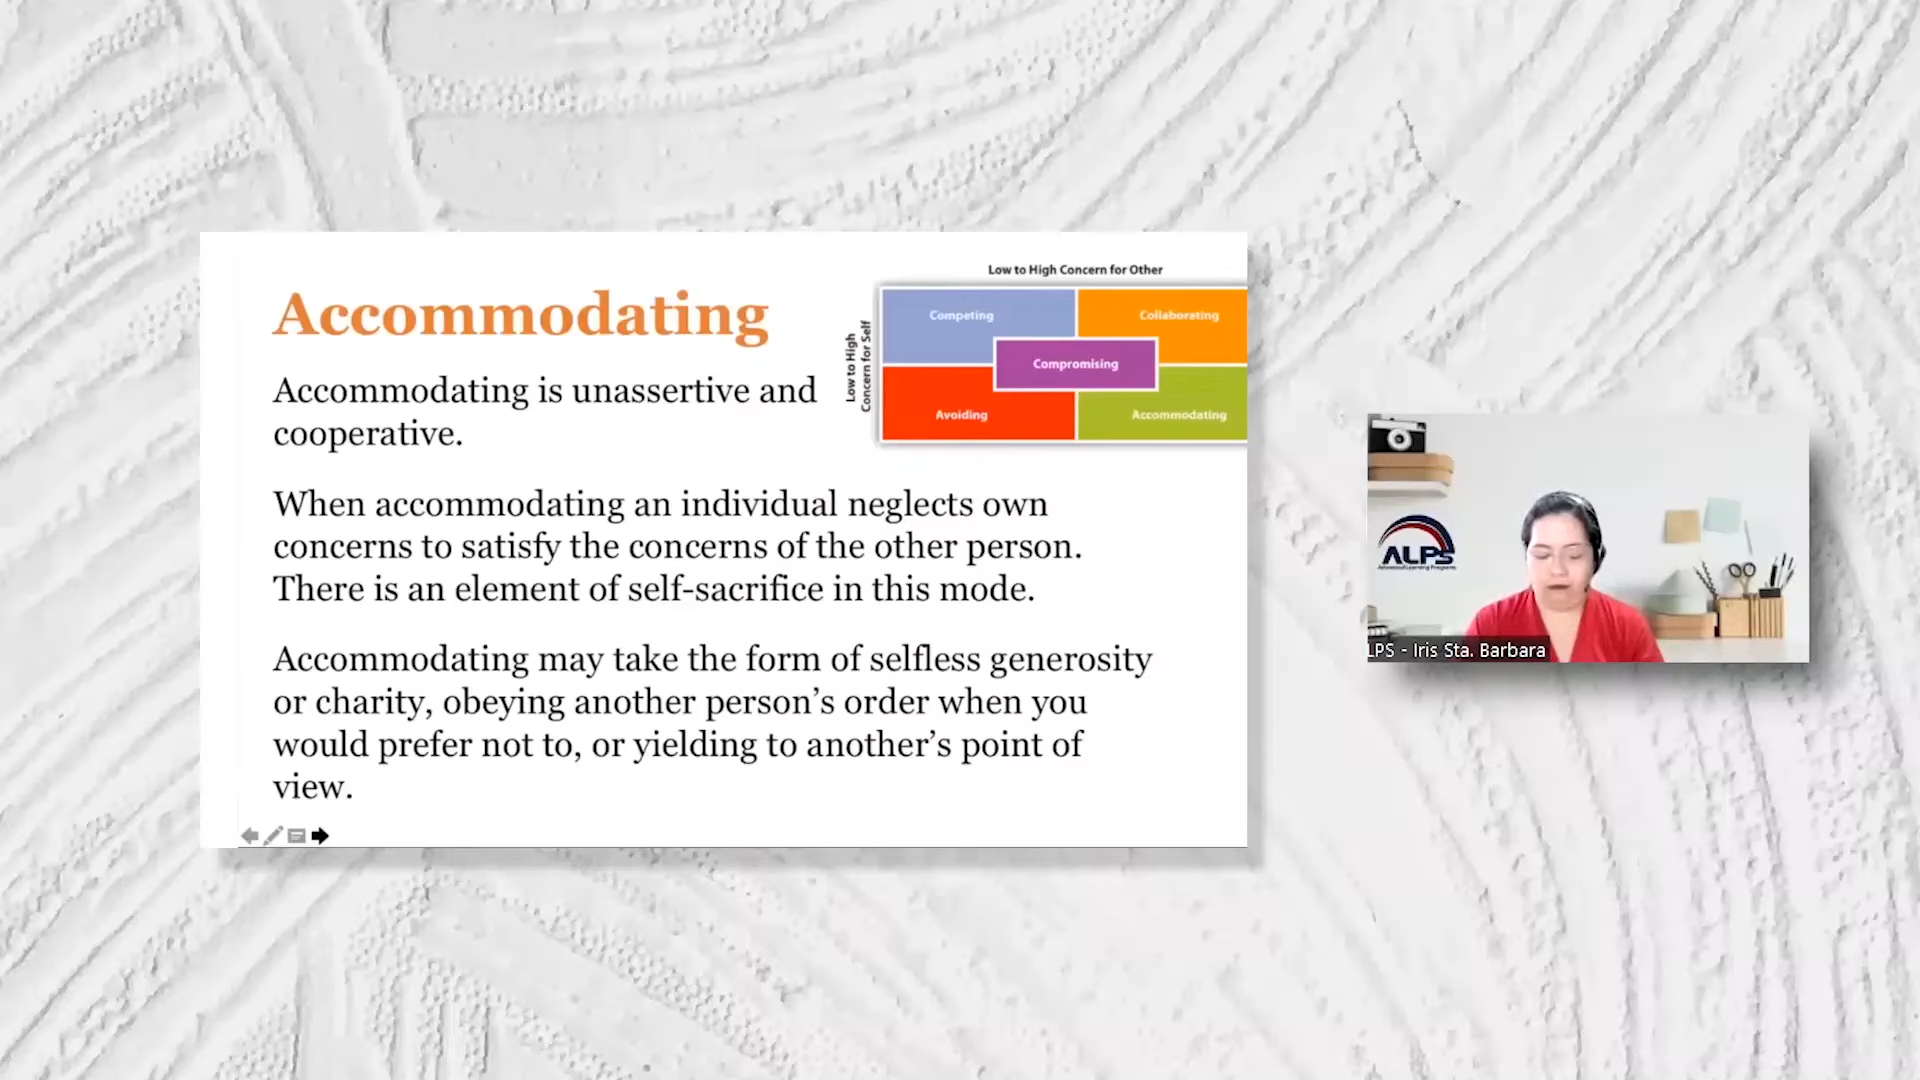 Low to High Concern for Other
Accommodating
Low to High
Concern for Self
Competing
Collaborating
Compromising
Avoiding
Accommodating
Accommodating is unassertive and
cooperative.
When accommodating an individual neglects own
concerns to satisfy the concerns of the other person.
There is an element of self-sacrifice in this mode.
Accommodating may take the form of selfless generosity
or charity, obeying another person’s order when you
would prefer not to, or yielding to another’s point of
view.
ALPS
Advanced Learning Programs
LPS - Iris Sta. Barbara